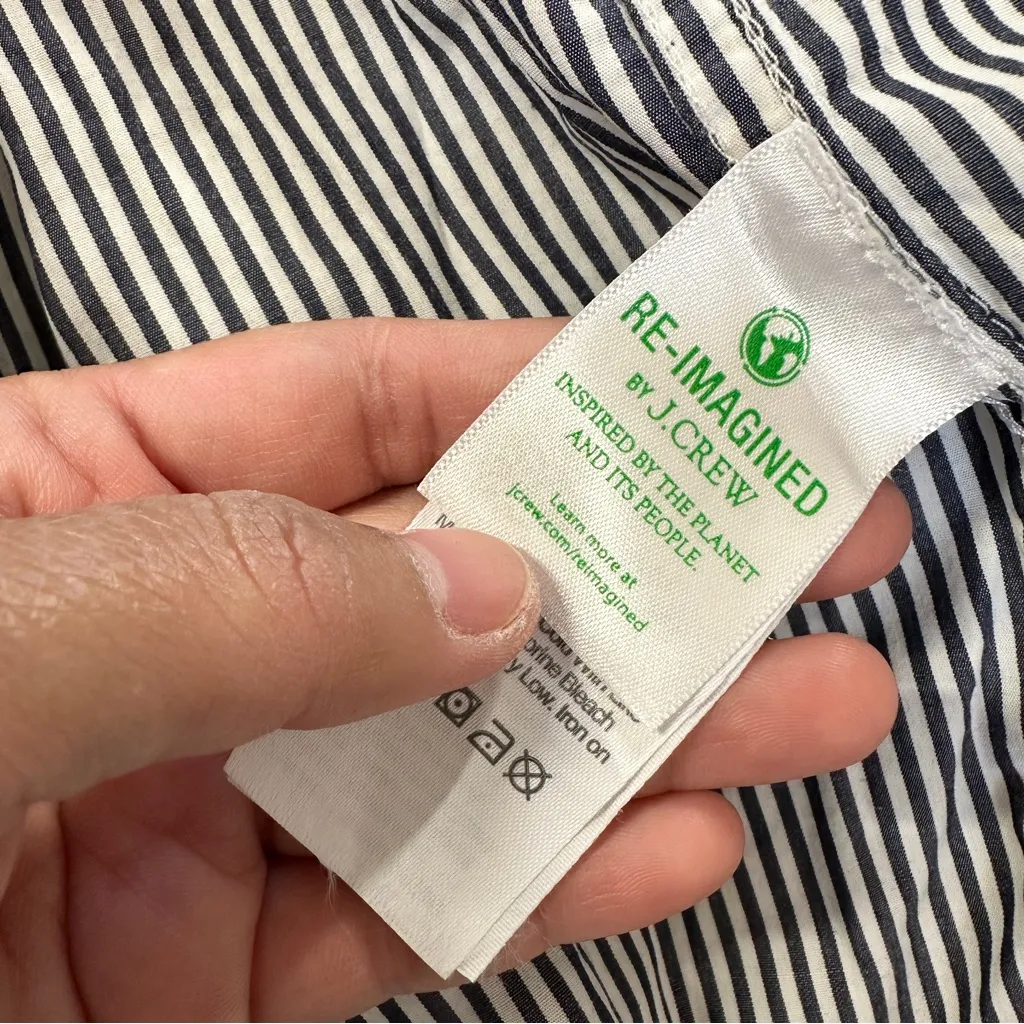 RE-IMAGINED
BY J.CREW
INSPIRED BY THE PLANET
AND ITS PEOPLE
Learn more at
jcrew.com/reimagined
Bleach
Low. Iron on